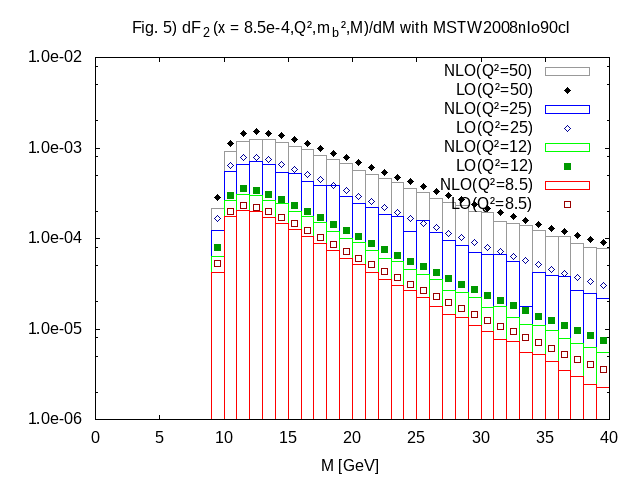 Fig. 5) dF₂(x = 8.5e-4,Q²,m_b²,M)/dM with MSTW2008nlo90cl
1.0e-02
NLO(Q²=50)
LO(Q²=50)
NLO(Q²=25)
LO(Q²=25)
1.0e-03
NLO(Q²=12)
LO(Q²=12)
NLO(Q²=8.5)
LO(Q²=8.5)
1.0e-04
1.0e-05
1.0e-06
0 5 10 15 20 25 30 35 40
M [GeV]